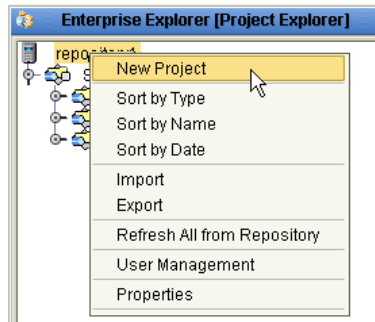 Enterprise Explorer [Project Explorer]
New Project
Sort by Type
Sort by Name
Sort by Date
Import
Export
Refresh All from Repository
User Management
Properties